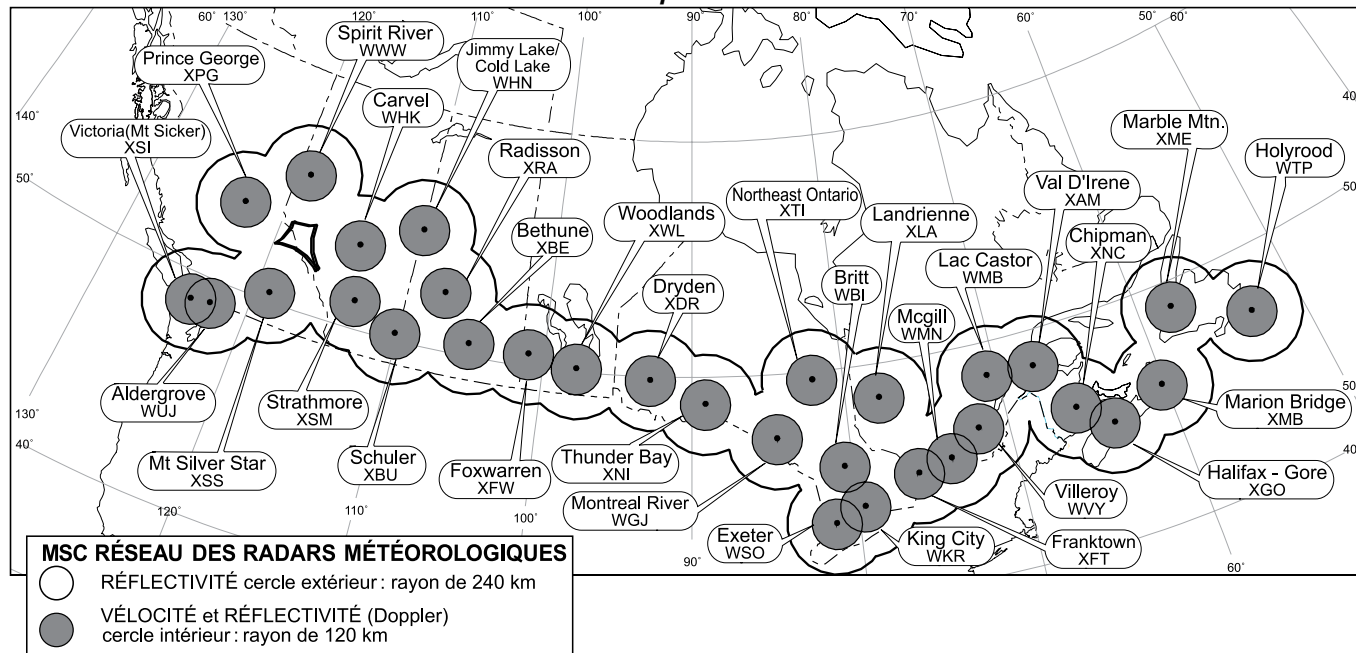 60˚
130˚
120˚
110˚
100˚
90˚
80˚
70˚
60˚
50˚
60˚
Spirit River
WWW
Jimmy Lake/
Cold Lake
WHN
Prince George
XPG
Carvel
WHK
Victoria(Mt Sicker)
XSI
Radisson
XRA
Bethune
XBE
Woodlands
XWL
Northeast Ontario
XTI
Landrienne
XLA
Val D'Irene
XAM
Marble Mtn.
XME
Holyrood
WTP
Chipman
XNC
Lac Castor
WMB
Dryden
XDR
Britt
WBI
Mcgill
WMN
140˚
50˚
40˚
50˚
Aldergrove
WUJ
Strathmore
XSM
Mt Silver Star
XSS
Schuler
XBU
Foxwarren
XFW
Thunder Bay
XNI
Montreal River
WGJ
Exeter
WSO
King City
WKR
Franktown
XFT
Villeroy
WVY
Halifax - Gore
XGO
Marion Bridge
XMB
130˚
40˚
50˚
40˚
120˚
110˚
100˚
90˚
60˚
MSC RÉSEAU DES RADARS MÉTÉOROLOGIQUES
RÉFLECTIVITÉ cercle extérieur : rayon de 240 km
VÉLOCITÉ et RÉFLECTIVITÉ (Doppler)
cercle intérieur : rayon de 120 km